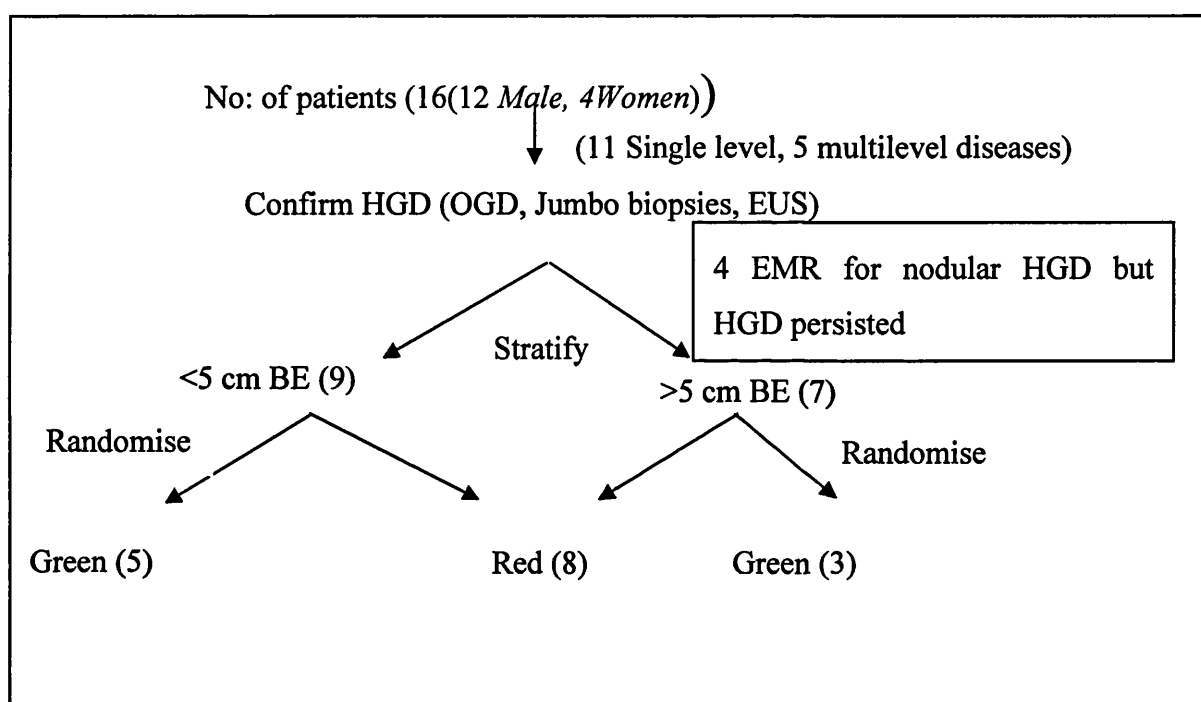 No: of patients (16(12 Male, 4Women))
(11 Single level, 5 multilevel diseases)
Confirm HGD (OGD, Jumbo biopsies, EUS)
4 EMR for nodular HGD but
HGD persisted
Stratify
<5 cm BE (9)
>5 cm BE (7)
Randomise
Randomise
Green (5)
Red (8)
Green (3)